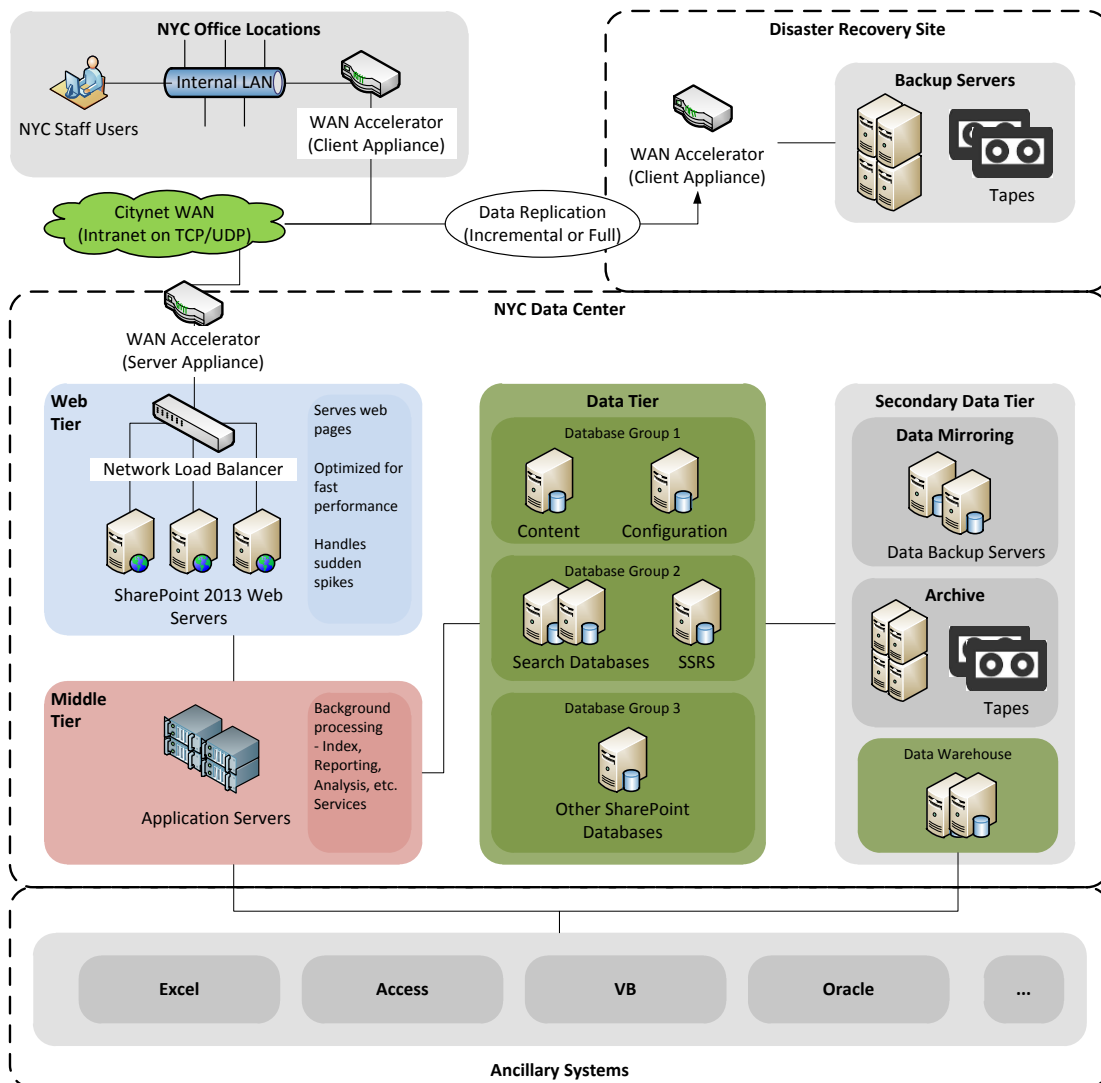 NYC Office Locations
Internal LAN
NYC Staff Users
WAN Accelerator
(Client Appliance)
Disaster Recovery Site
Backup Servers
WAN Accelerator
(Client Appliance)
Tapes
Citynet WAN
(Intranet on TCP/UDP)
Data Replication
(Incremental or Full)
NYC Data Center
WAN Accelerator
(Server Appliance)
Web
Tier
Network Load Balancer
SharePoint 2013 Web
Servers
Serves web
pages
Optimized for
fast
performance
Handles
sudden
spikes
Middle
Tier
Application Servers
Background
processing
- Index,
Reporting,
Analysis, etc.
Services
Data Tier
Database Group 1
Content
Configuration
Database Group 2
Search Databases
SSRS
Database Group 3
Other SharePoint
Databases
Secondary Data Tier
Data Mirroring
Data Backup Servers
Archive
Tapes
Data Warehouse
Excel
Access
VB
Oracle
...
Ancillary Systems